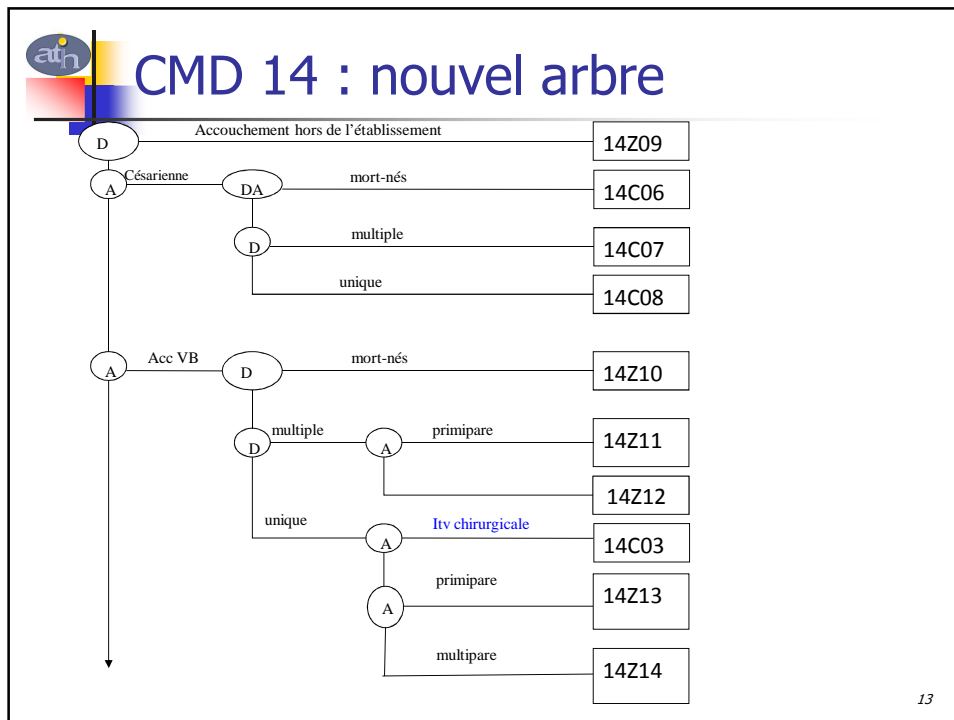 atih
CMD 14 : nouvel arbre
D Accouchement hors de l'établissement 14Z09
A Césarienne DA mort-nés 14C06
D multiple 14C07
unique 14C08
A Acc VB D mort-nés 14Z10
D multiple A primipare 14Z11
14Z12
unique A Itv chirurgicale 14C03
A primipare 14Z13
multipare 14Z14
13